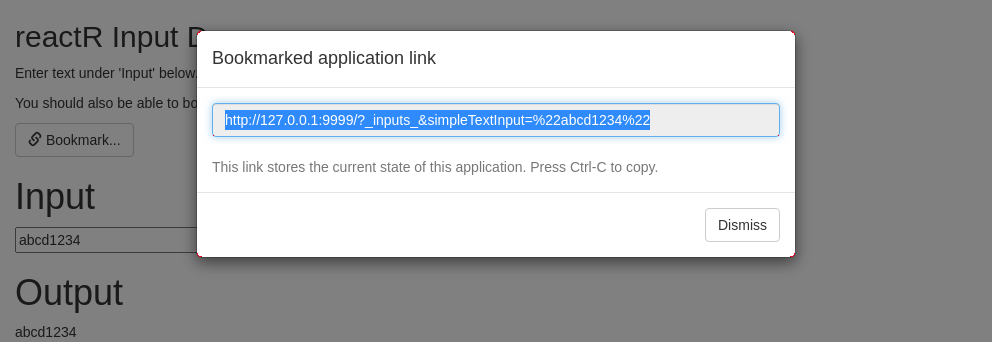 reactR Input D
Enter text under 'Input' below.
You should also be able to bo
Bookmark...
Input
abcd1234
Output
abcd1234
Bookmarked application link
http://127.0.0.1:9999/?_inputs_&simpleTextInput=%22abcd1234%22
This link stores the current state of this application. Press Ctrl-C to copy.
Dismiss